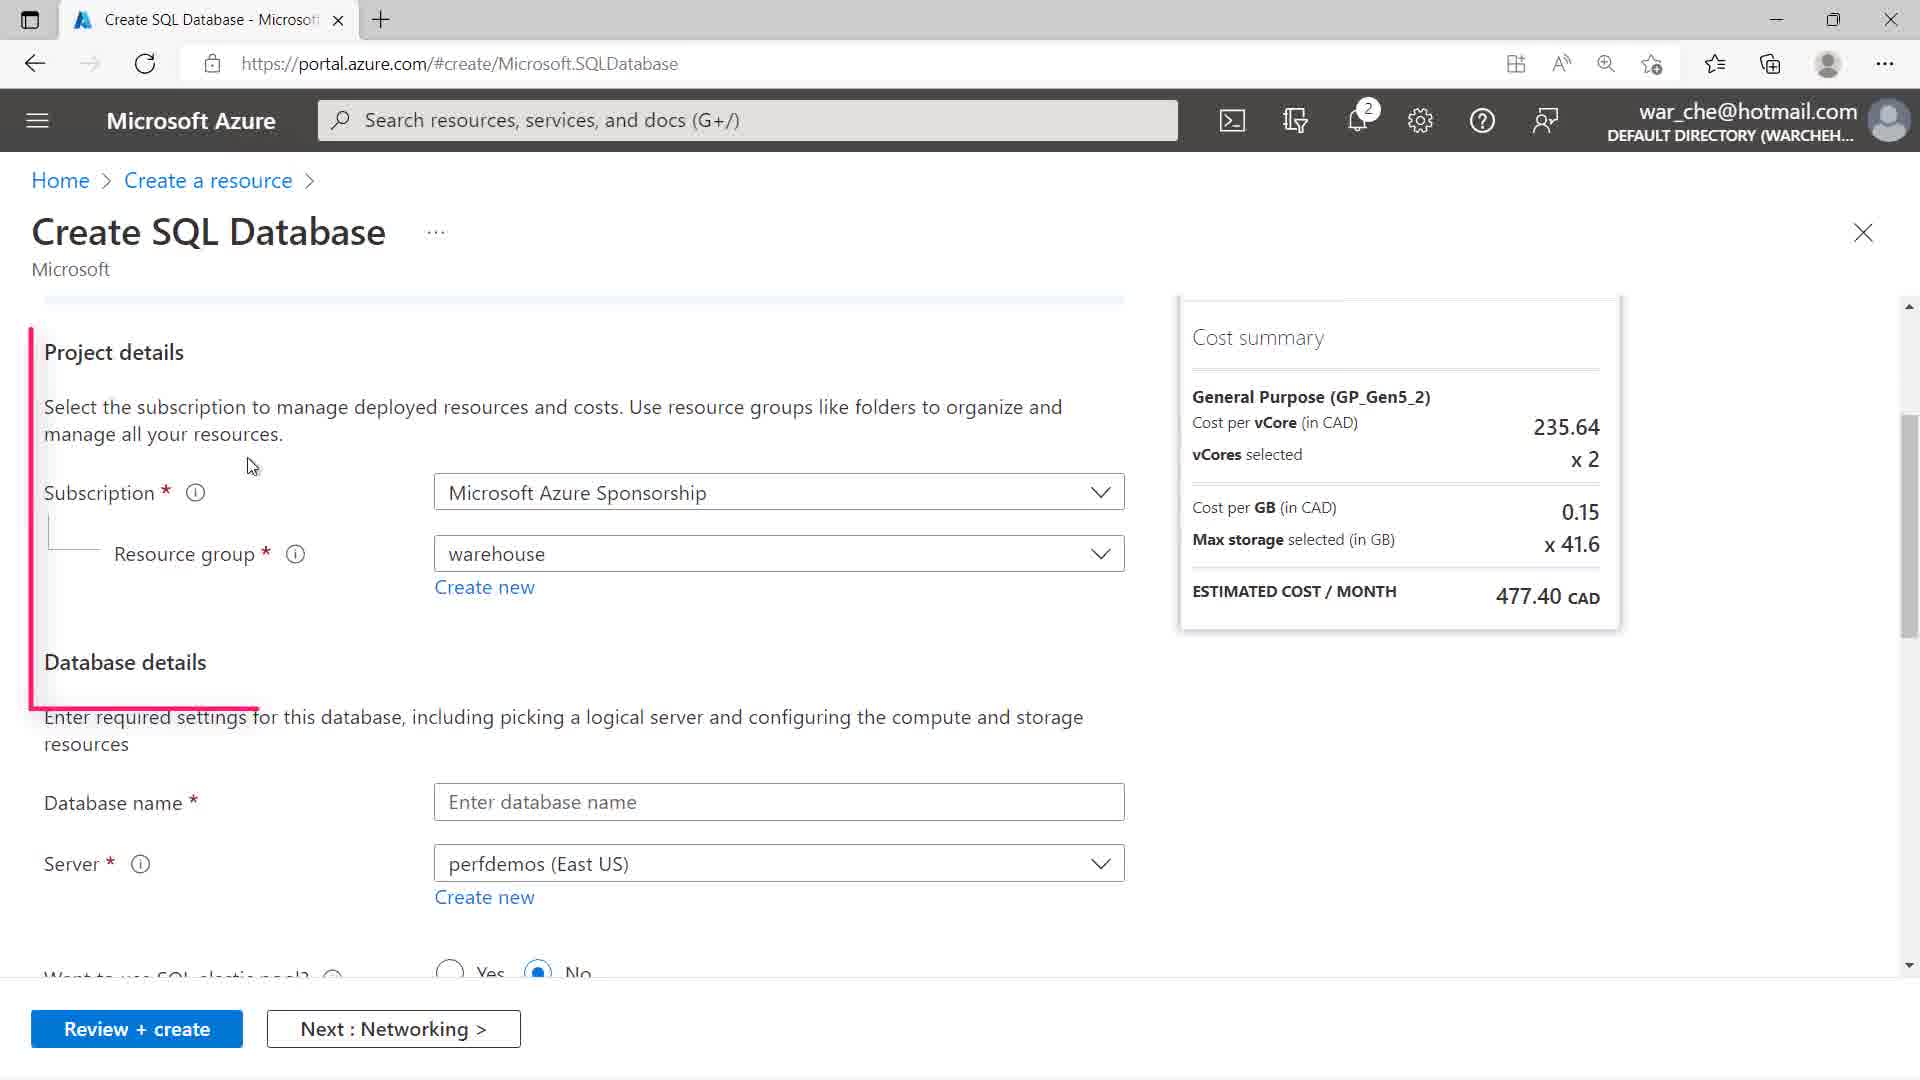 Create SQL Database - Microsof
https://portal.azure.com/#create/Microsoft.SQLDatabase
Microsoft Azure
Search resources, services, and docs (G+/)
2
war_che@hotmail.com
DEFAULT DIRECTORY (WARCHEH...
Home > Create a resource >
Create SQL Database ...
Microsoft
Project details
Select the subscription to manage deployed resources and costs. Use resource groups like folders to organize and
manage all your resources.
Subscription *
Microsoft Azure Sponsorship
Resource group *
warehouse
Create new
Database details
Enter required settings for this database, including picking a logical server and configuring the compute and storage
resources
Database name *
Enter database name
Server *
perfdemos (East US)
Create new
Want to use SQL elastic pool?
Yes
No
Cost summary
General Purpose (GP_Gen5_2)
Cost per vCore (in CAD)
235.64
vCores selected
x 2
Cost per GB (in CAD)
0.15
Max storage selected (in GB)
x 41.6
ESTIMATED COST / MONTH
477.40 CAD
Review + create
Next : Networking >